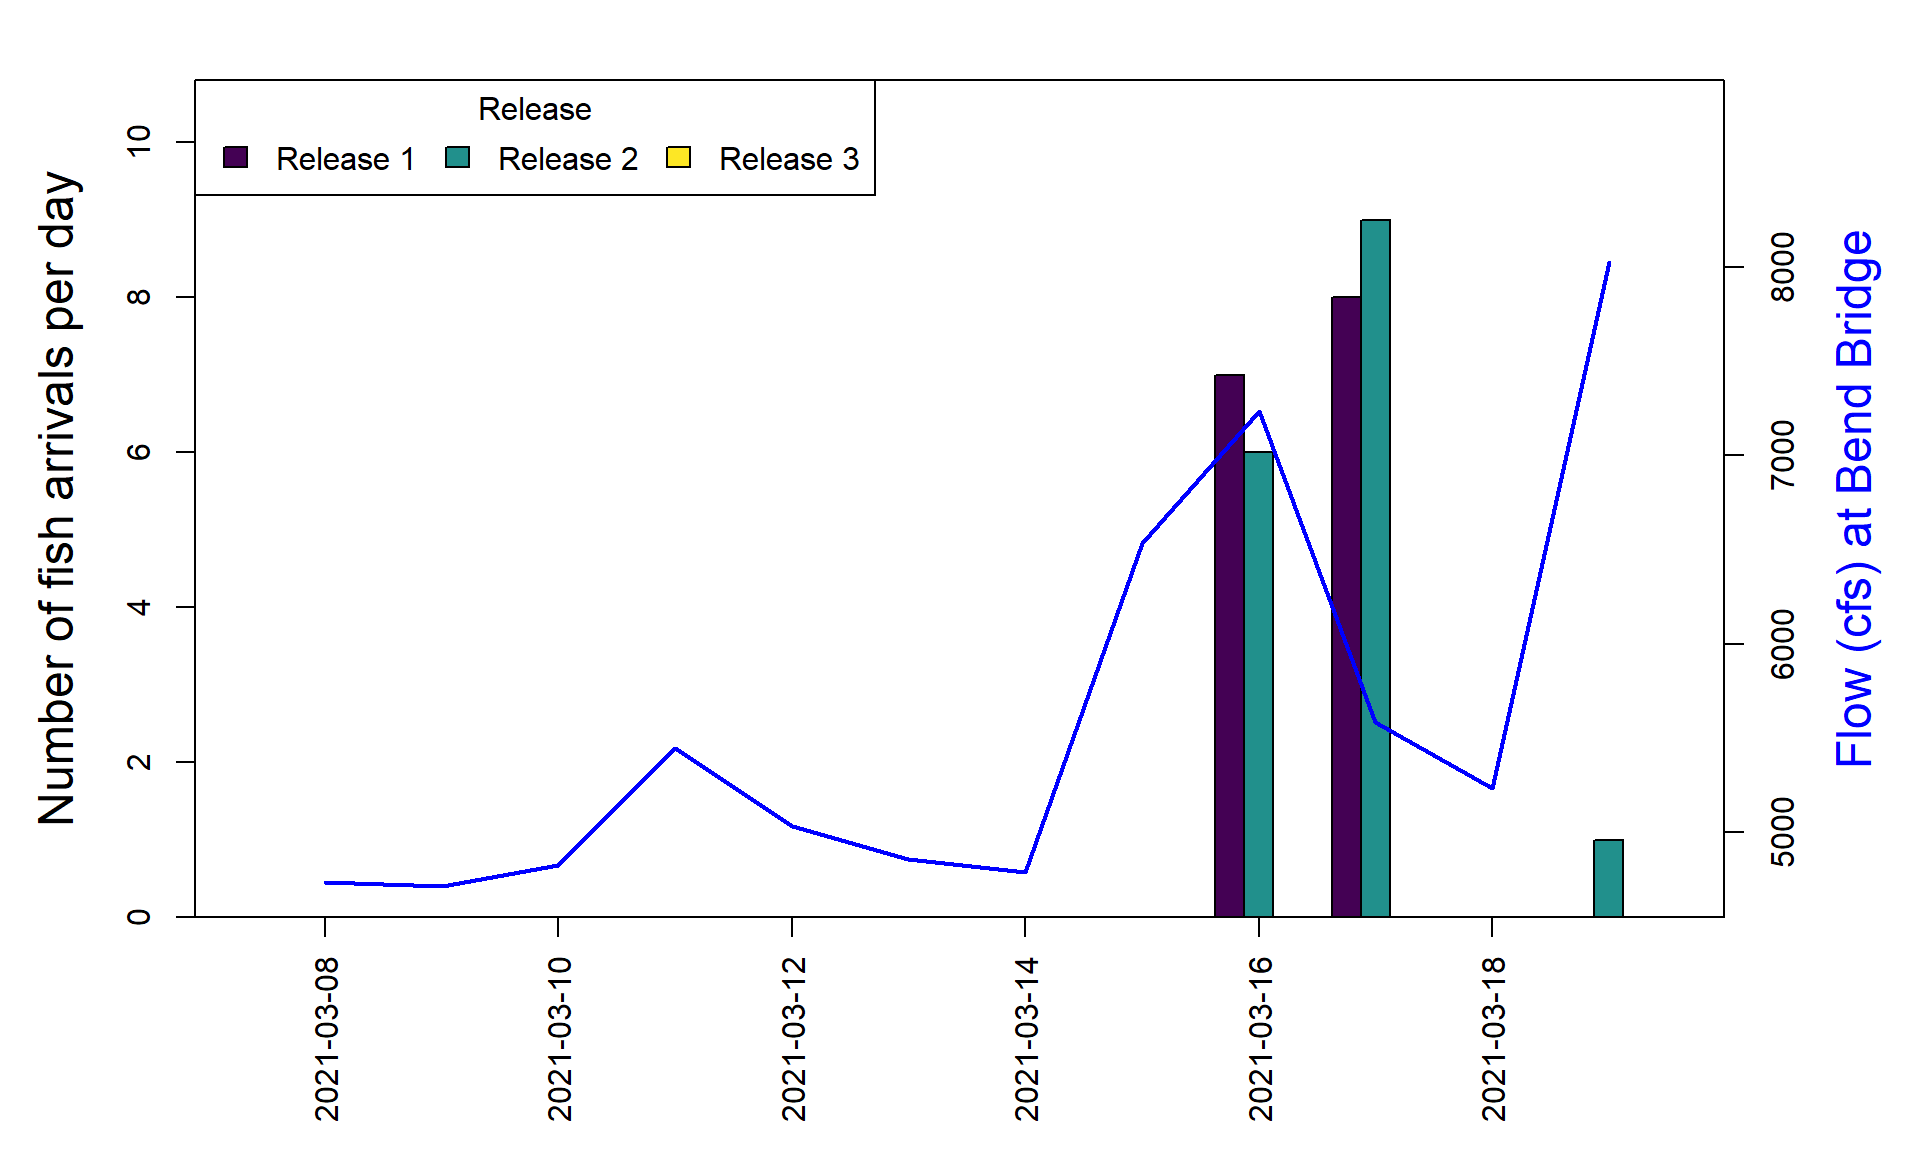 Release
Release 1
Release 2
Release 3
Number of fish arrivals per day
10
8
6
4
2
0
Flow (cfs) at Bend Bridge
8000
7000
6000
5000
2021-03-08
2021-03-10
2021-03-12
2021-03-14
2021-03-16
2021-03-18